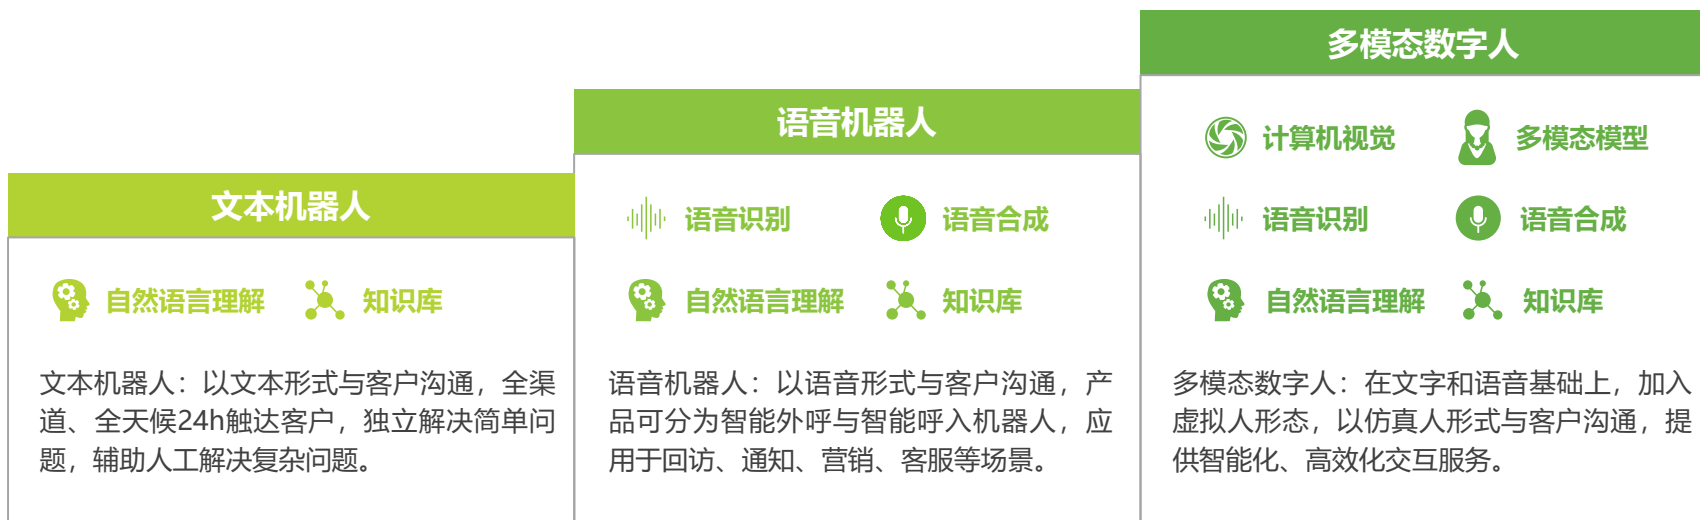 文本机器人
自然语言理解
知识库
文本机器人：以文本形式与客户沟通，全渠
道、全天候24h触达客户，独立解决简单问
题，辅助人工解决复杂问题。
语音机器人
语音识别
语音合成
自然语言理解
知识库
语音机器人：以语音形式与客户沟通，产
品可分为智能外呼与智能呼入机器人，应
用于回访、通知、营销、客服等场景。
多模态数字人
计算机视觉
多模态模型
语音识别
语音合成
自然语言理解
知识库
多模态数字人：在文字和语音基础上，加入
虚拟人形态，以仿真人形式与客户沟通，提
供智能化、高效化交互服务。